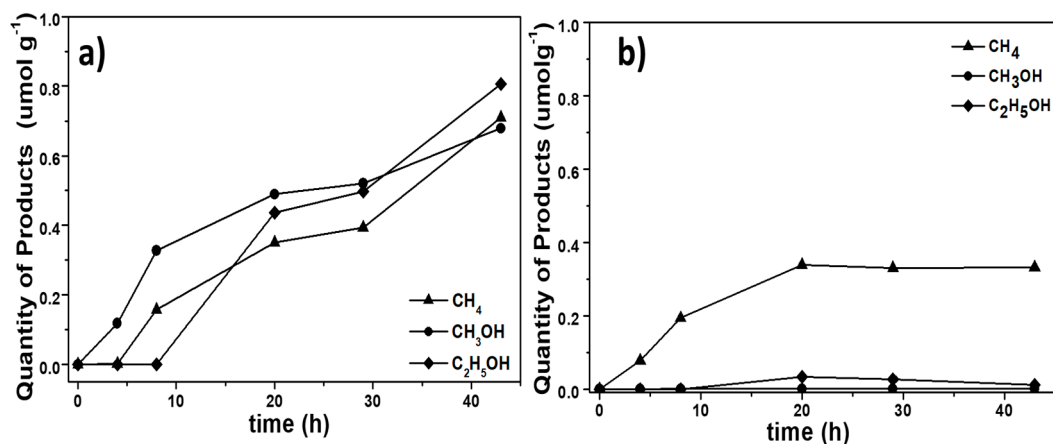 a)
Quantity of Products (umol g⁻¹)
1.0
0.8
0.6
0.4
0.2
0.0
CH₄
CH₃OH
C₂H₅OH
0 10 20 30 40
time (h)
b)
Quantity of Products (umolg⁻¹)
1.0
0.8
0.6
0.4
0.2
0.0
CH₄
CH₃OH
C₂H₅OH
0 10 20 30 40
time (h)